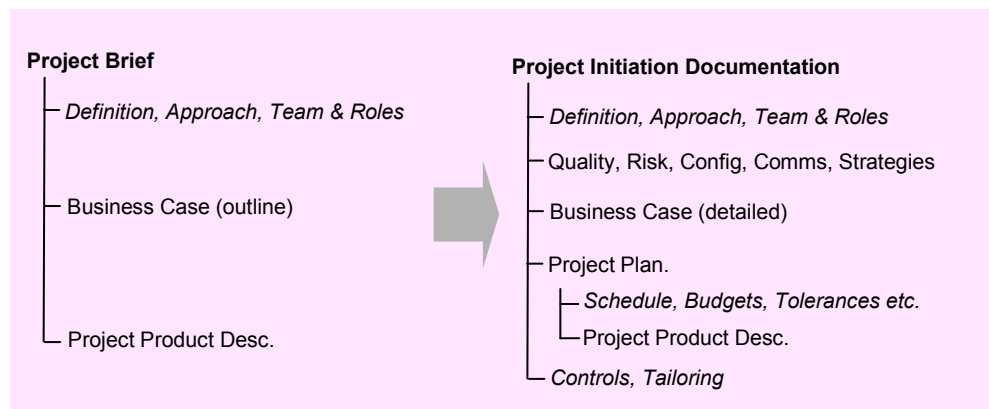 Project Brief
Definition, Approach, Team & Roles
Business Case (outline)
Project Product Desc.
Project Initiation Documentation
Definition, Approach, Team & Roles
Quality, Risk, Config, Comms, Strategies
Business Case (detailed)
Project Plan.
Schedule, Budgets, Tolerances etc.
Project Product Desc.
Controls, Tailoring